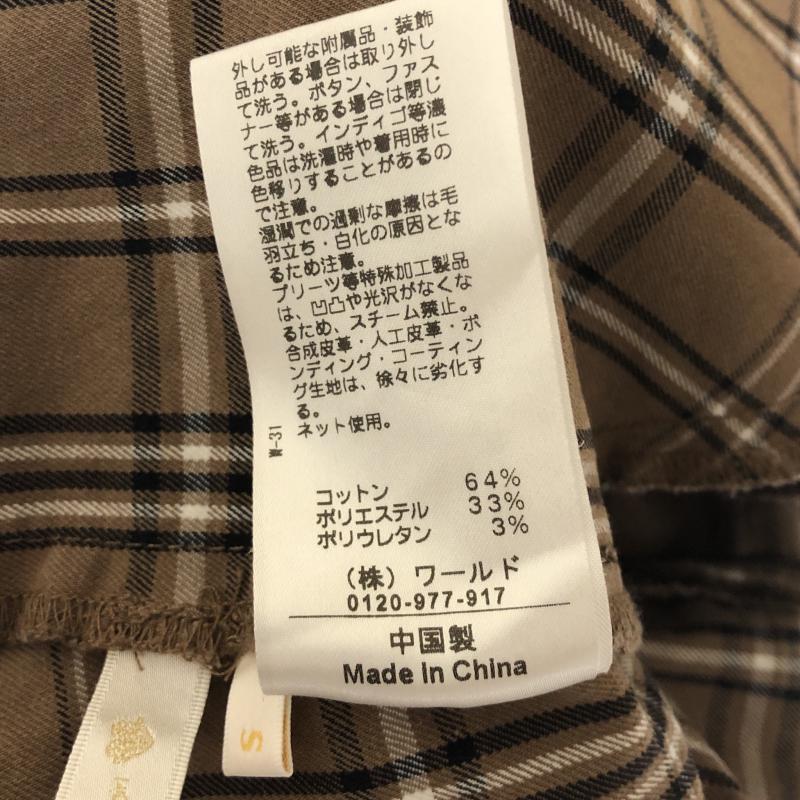 外し可能な附属品・装飾
品がある場合は取り外し
て洗う。ボタン、ファス
ナー等がある場合は閉じ
て洗う。インディゴ等濃
色品は洗濯時や着用時に
色移りすることがあるの
で注意。
湿潤での過剰な摩擦は毛
羽立ち・白化の原因とな
るため注意。
プリーツ等特殊加工製品
は、凹凸や光沢がなくな
るため、スチーム禁止。
合成皮革・人工皮革・ボ
ンディング・コーティン
グ生地は、徐々に劣化す
る。
ネット使用。
W-31
コットン 64%
ポリエステル 33%
ポリウレタン 3%
(株) ワールド
0120-977-917
中国製
Made in China
S